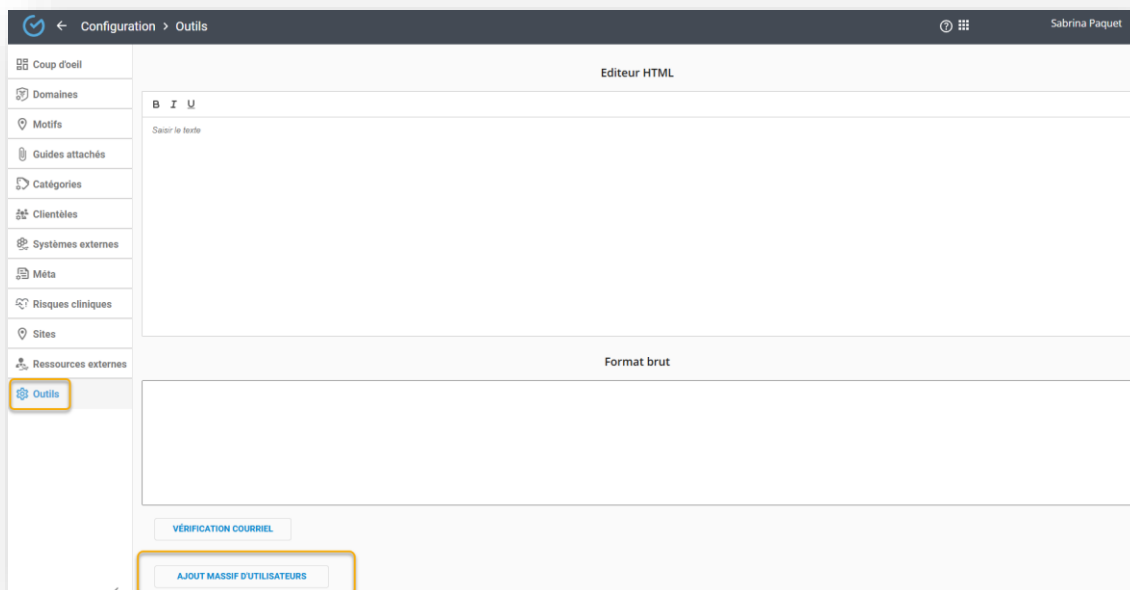 Configuration > Outils
Sabrina Paquet
Coup d'oeil
Domaines
Motifs
Guides attachés
Catégories
Clientèles
Systèmes externes
Méta
Risques cliniques
Sites
Ressources externes
Outils
Editeur HTML
B I U
Saisir le texte
Format brut
VÉRIFICATION COURRIEL
AJOUT MASSIF D'UTILISATEURS